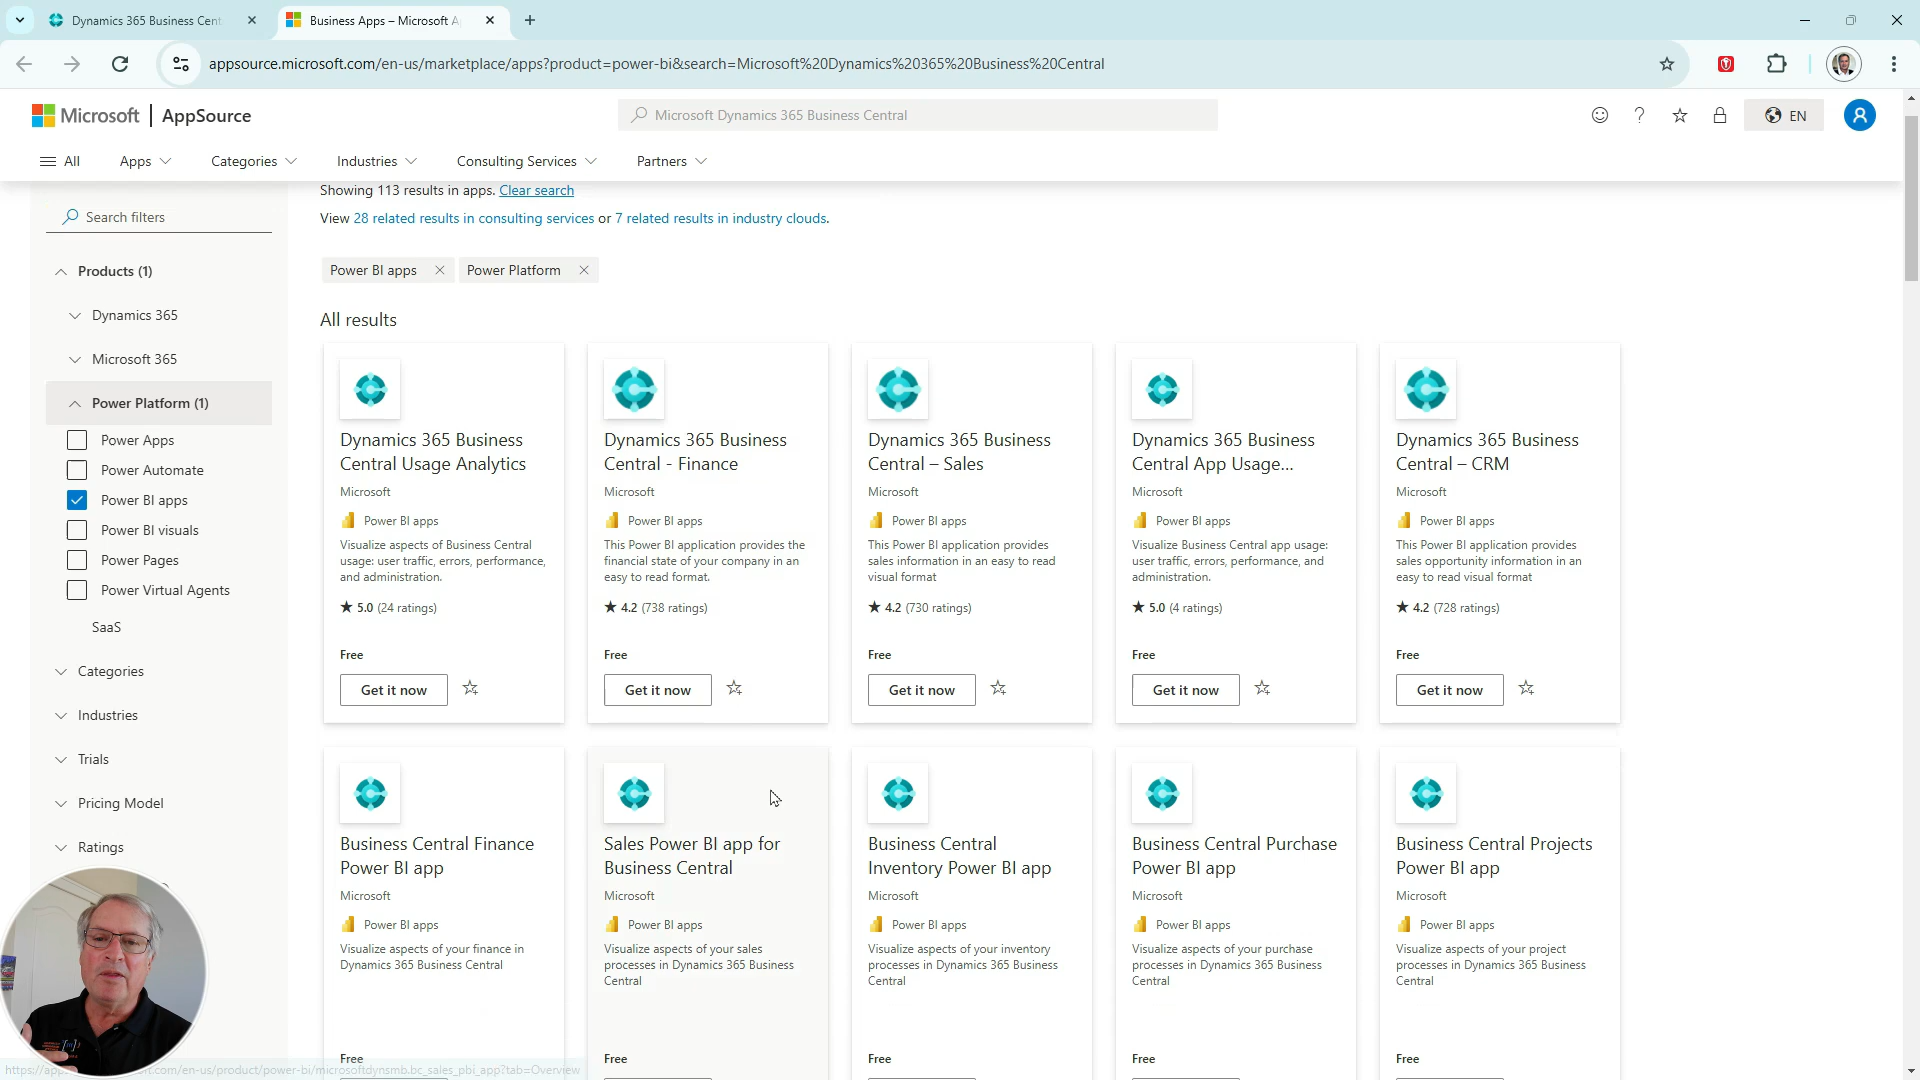 Dynamics 365 Business Cent
Business Apps – Microsoft A
appsource.microsoft.com/en-us/marketplace/apps?product=power-bi&search=Microsoft%20Dynamics%20365%20Business%20Central
Microsoft | AppSource
Microsoft Dynamics 365 Business Central
EN
All
Apps
Categories
Industries
Consulting Services
Partners
Showing 113 results in apps. Clear search
View 28 related results in consulting services or 7 related results in industry clouds.
Search filters
Products (1)
Dynamics 365
Microsoft 365
Power Platform (1)
Power Apps
Power Automate
Power BI apps
Power BI visuals
Power Pages
Power Virtual Agents
SaaS
Categories
Industries
Trials
Pricing Model
Ratings
Power BI apps
Power Platform
All results
Dynamics 365 Business
Central Usage Analytics
Microsoft
Power BI apps
Visualize aspects of Business Central
usage: user traffic, errors, performance,
and administration.
★ 5.0 (24 ratings)
Free
Get it now
Dynamics 365 Business
Central - Finance
Microsoft
Power BI apps
This Power BI application provides the
financial state of your company in an
easy to read format.
★ 4.2 (738 ratings)
Free
Get it now
Dynamics 365 Business
Central – Sales
Microsoft
Power BI apps
This Power BI application provides
sales information in an easy to read
visual format
★ 4.2 (730 ratings)
Free
Get it now
Dynamics 365 Business
Central App Usage...
Microsoft
Power BI apps
Visualize Business Central app usage:
user traffic, errors, performance, and
administration.
★ 5.0 (4 ratings)
Free
Get it now
Dynamics 365 Business
Central – CRM
Microsoft
Power BI apps
This Power BI application provides
sales opportunity information in an
easy to read visual format
★ 4.2 (728 ratings)
Free
Get it now
Business Central Finance
Power BI app
Microsoft
Power BI apps
Visualize aspects of your finance in
Dynamics 365 Business Central
Free
Sales Power BI app for
Business Central
Microsoft
Power BI apps
Visualize aspects of your sales
processes in Dynamics 365 Business
Central
Free
Business Central
Inventory Power BI app
Microsoft
Power BI apps
Visualize aspects of your inventory
processes in Dynamics 365 Business
Central
Free
Business Central Purchase
Power BI app
Microsoft
Power BI apps
Visualize aspects of your purchase
processes in Dynamics 365 Business
Central
Free
Business Central Projects
Power BI app
Microsoft
Power BI apps
Visualize aspects of your project
processes in Dynamics 365 Business
Central
Free
https://app
t.com/en-us/product/power-bi/microsoftdynsmb.bc_sales_pbi_app?tab=Overview